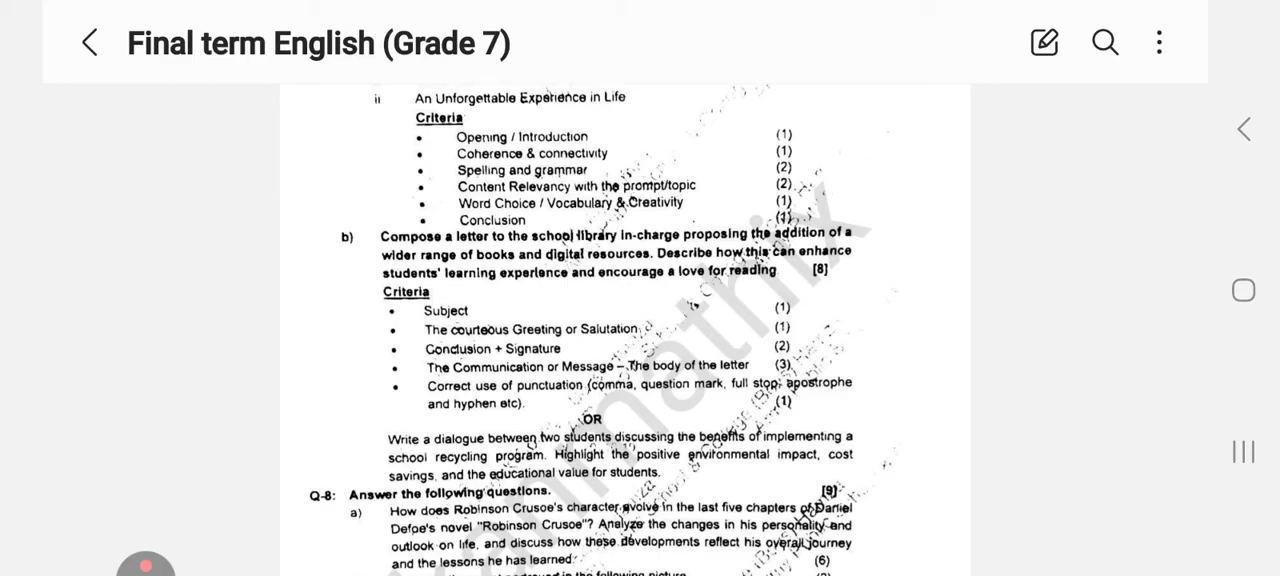 Final term English (Grade 7)
ii An Unforgettable Experience in Life
Criteria
• Opening / Introduction (1)
• Coherence & connectivity (1)
• Spelling and grammar (2)
• Content Relevancy with the prompt/topic (2)
• Word Choice / Vocabulary & Creativity (1)
• Conclusion (1)
b) Compose a letter to the school library in-charge proposing the addition of a
wider range of books and digital resources. Describe how this can enhance
students' learning experience and encourage a love for reading [8]
Criteria
• Subject (1)
• The courteous Greeting or Salutation (1)
• Conclusion + Signature (2)
• The Communication or Message – The body of the letter (3)
• Correct use of punctuation (comma, question mark, full stop, apostrophe
and hyphen etc). (1)
OR
Write a dialogue between two students discussing the benefits of implementing a
school recycling program. Highlight the positive environmental impact, cost
savings, and the educational value for students.
Q-8: Answer the following questions. [9]
a) How does Robinson Crusoe's character evolve in the last five chapters of Daniel
Defoe's novel "Robinson Crusoe"? Analyze the changes in his personality and
outlook on life, and discuss how these developments reflect his overall journey
and the lessons he has learned. (6)
in the following picture